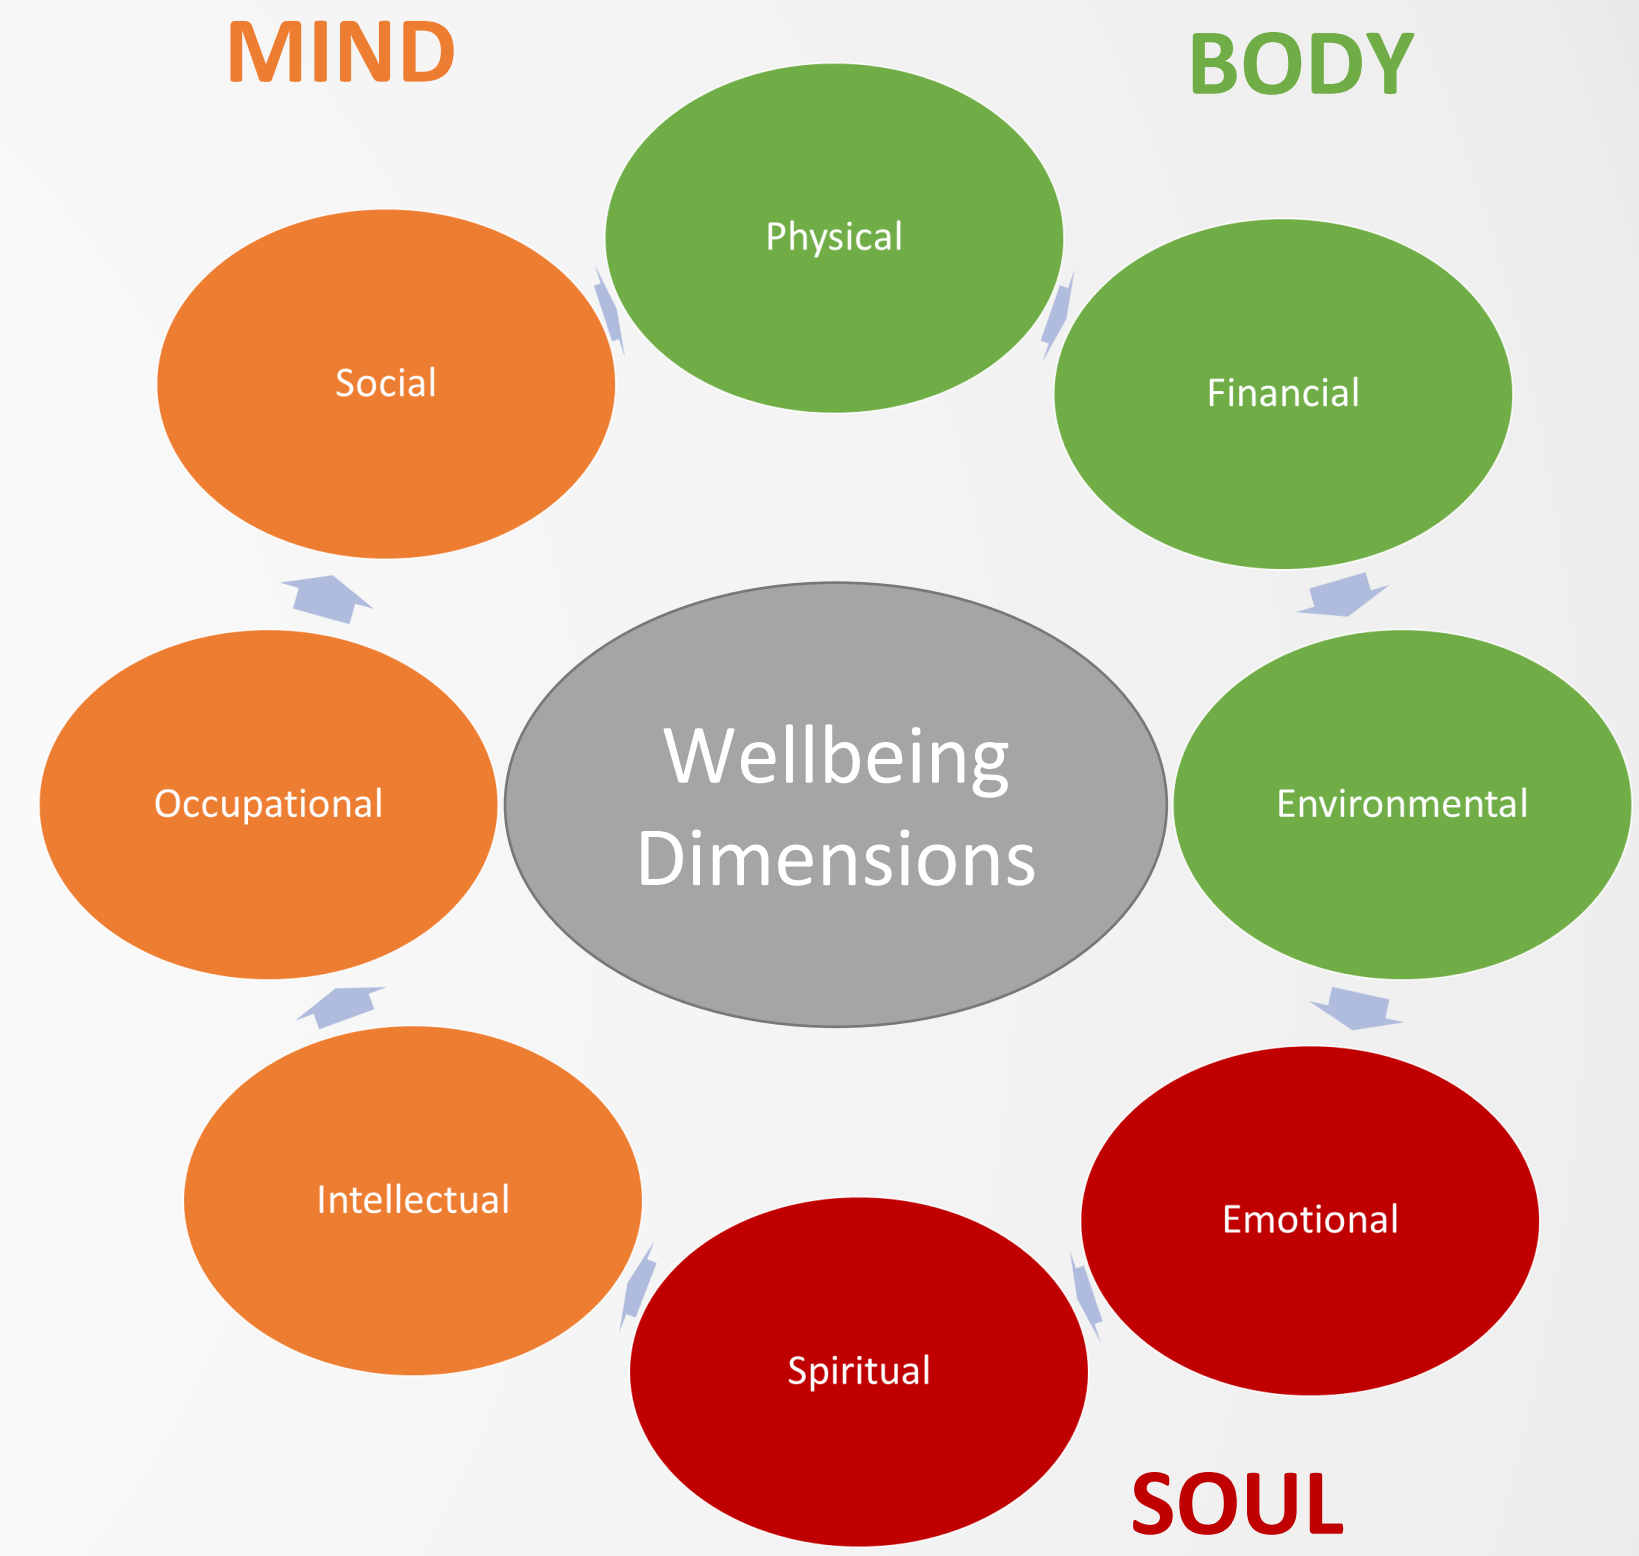 MIND
BODY
Physical
Social
Financial
Wellbeing
Dimensions
Occupational
Environmental
Intellectual
Emotional
Spiritual
SOUL